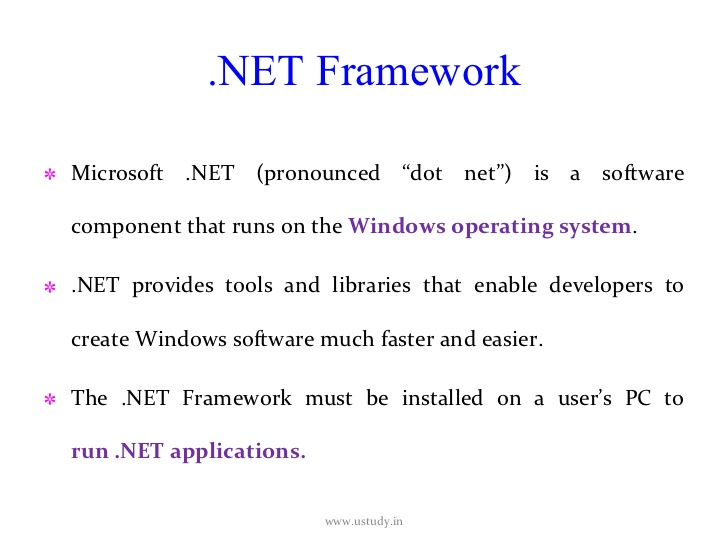 .NET Framework
✲ Microsoft .NET (pronounced “dot net”) is a software
component that runs on the Windows operating system.
✲ .NET provides tools and libraries that enable developers to
create Windows software much faster and easier.
✲ The .NET Framework must be installed on a user’s PC to
run .NET applications.
www.ustudy.in